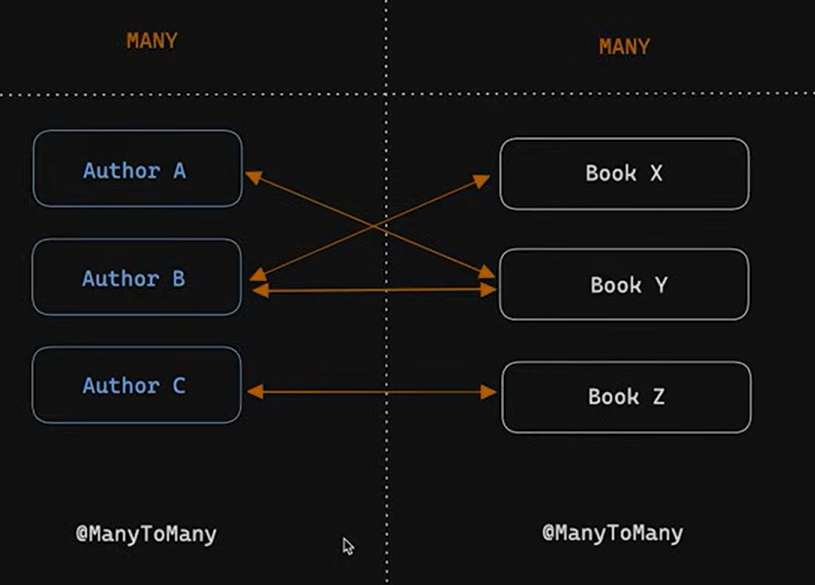 MANY
MANY
Author A
Book X
Author B
Book Y
Author C
Book Z
@ManyToMany
@ManyToMany